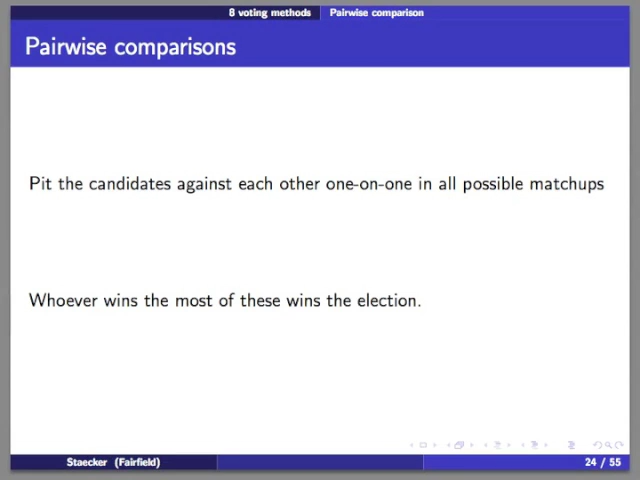 8 voting methods Pairwise comparison
Pairwise comparisons
Pit the candidates against each other one-on-one in all possible matchups
Whoever wins the most of these wins the election.
Staecker (Fairfield) 24 / 55